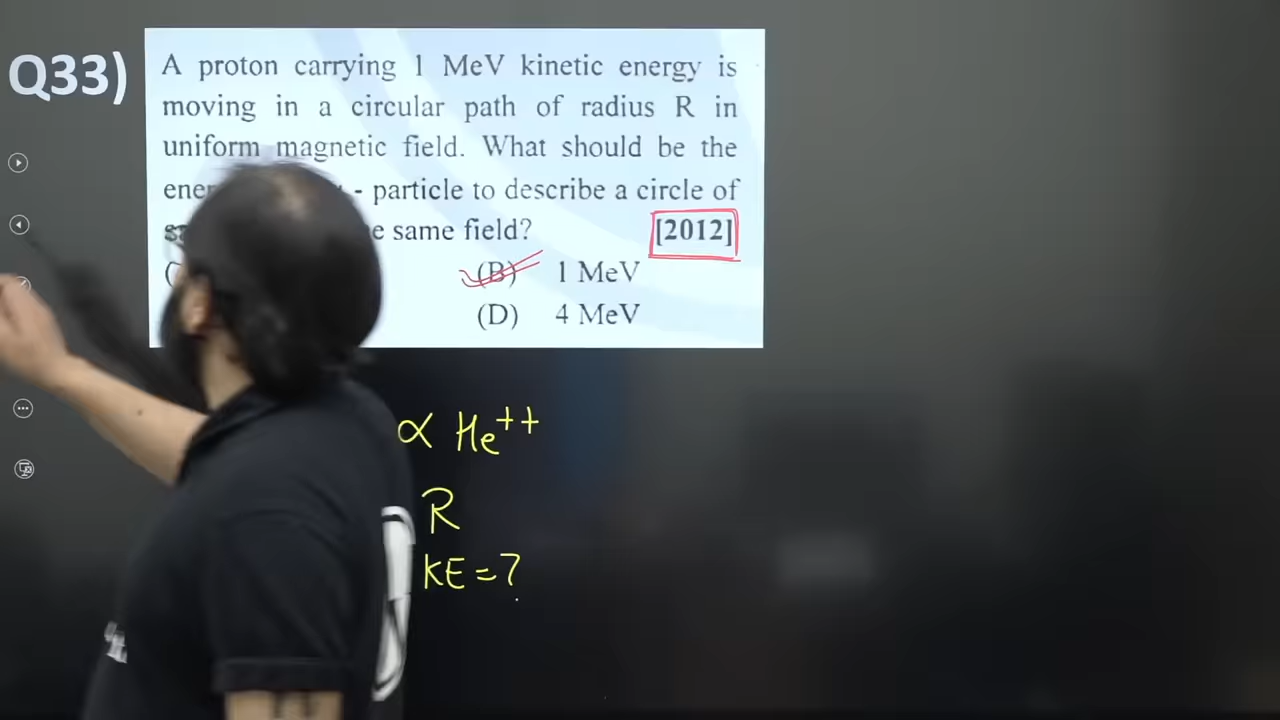 Q33)
A proton carrying 1 MeV kinetic energy is
moving in a circular path of radius R in
uniform magnetic field. What should be the
- particle to describe a circle of
same field?
[2012]
(B) 1 MeV
(D) 4 MeV
∝ He++
R
KE = ?